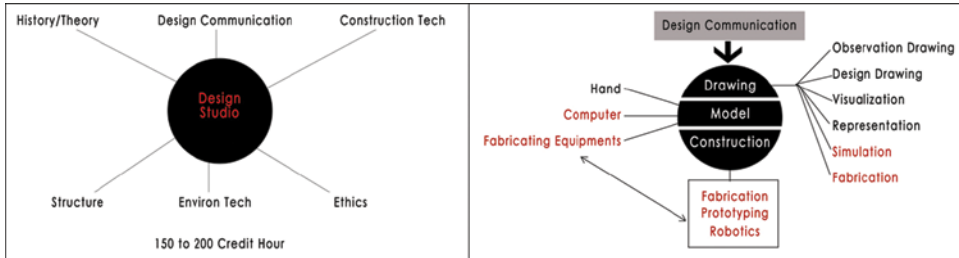 History/Theory
Design Communication
Construction Tech
Design
Studio
Structure
Environ Tech
Ethics
150 to 200 Credit Hour
Design Communication
Drawing
Model
Construction
Hand
Computer
Fabricating Equipments
Observation Drawing
Design Drawing
Visualization
Representation
Simulation
Fabrication
Fabrication
Prototyping
Robotics